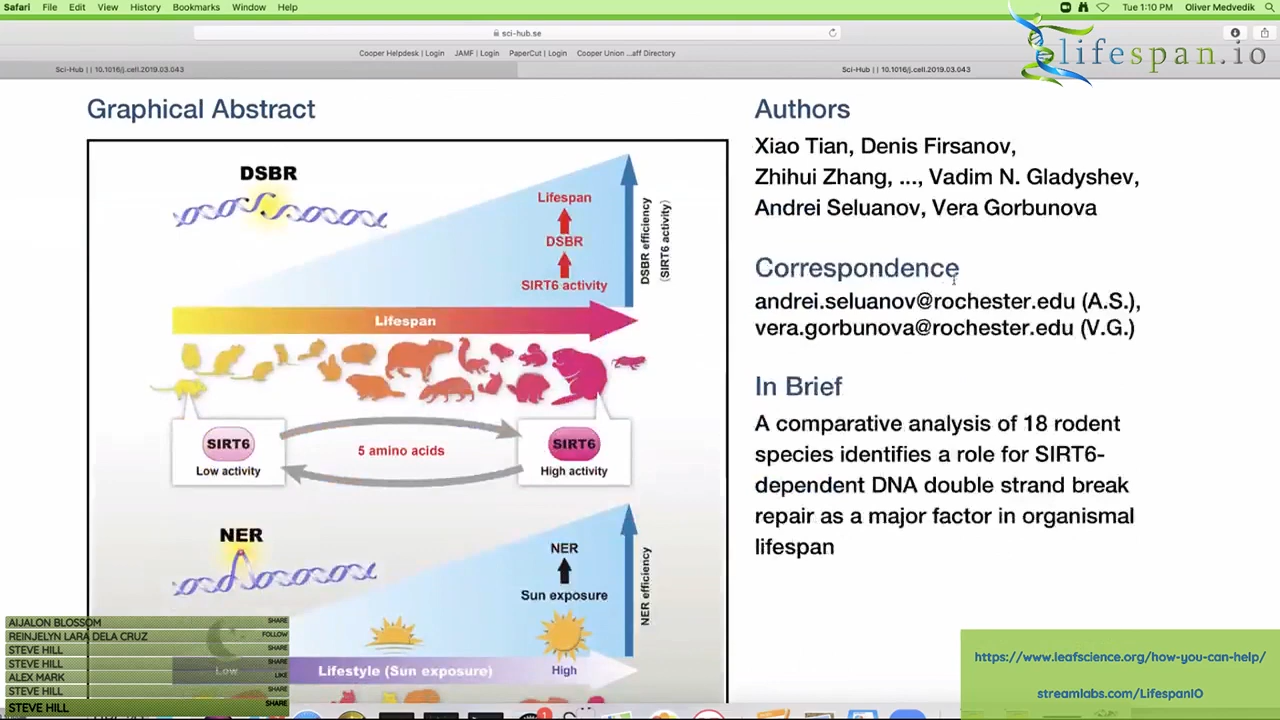 Safari File Edit View History Bookmarks Window Help
Tue 1:10 PM Oliver Medvedik
sci-hub.se
Cooper Helpdesk | Login JAMF | Login PaperCut | Login Cooper Union ...aff Directory
Sci-Hub | | 10.1016/j.cell.2019.03.043
Sci-Hub | | 10.1016/j.cell.2019.03.043
lifespan.io
Graphical Abstract
DSBR
Lifespan
DSBR
SIRT6 activity
DSBR efficiency
(SIRT6 activity)
Lifespan
SIRT6
Low activity
5 amino acids
SIRT6
High activity
NER
NER
Sun exposure
NER efficiency
Low
Lifestyle (Sun exposure)
High
Authors
Xiao Tian, Denis Firsanov,
Zhihui Zhang, ..., Vadim N. Gladyshev,
Andrei Seluanov, Vera Gorbunova
Correspondence
andrei.seluanov@rochester.edu (A.S.),
vera.gorbunova@rochester.edu (V.G.)
In Brief
A comparative analysis of 18 rodent
species identifies a role for SIRT6-
dependent DNA double strand break
repair as a major factor in organismal
lifespan
AIJALON BLOSSOM SHARE
REINJELYN LARA DELA CRUZ FOLLOW
STEVE HILL SHARE
STEVE HILL SHARE
ALEX MARK LIKE
STEVE HILL SHARE
STEVE HILL SHARE
https://www.leafscience.org/how-you-can-help/
streamlabs.com/LifespanIO